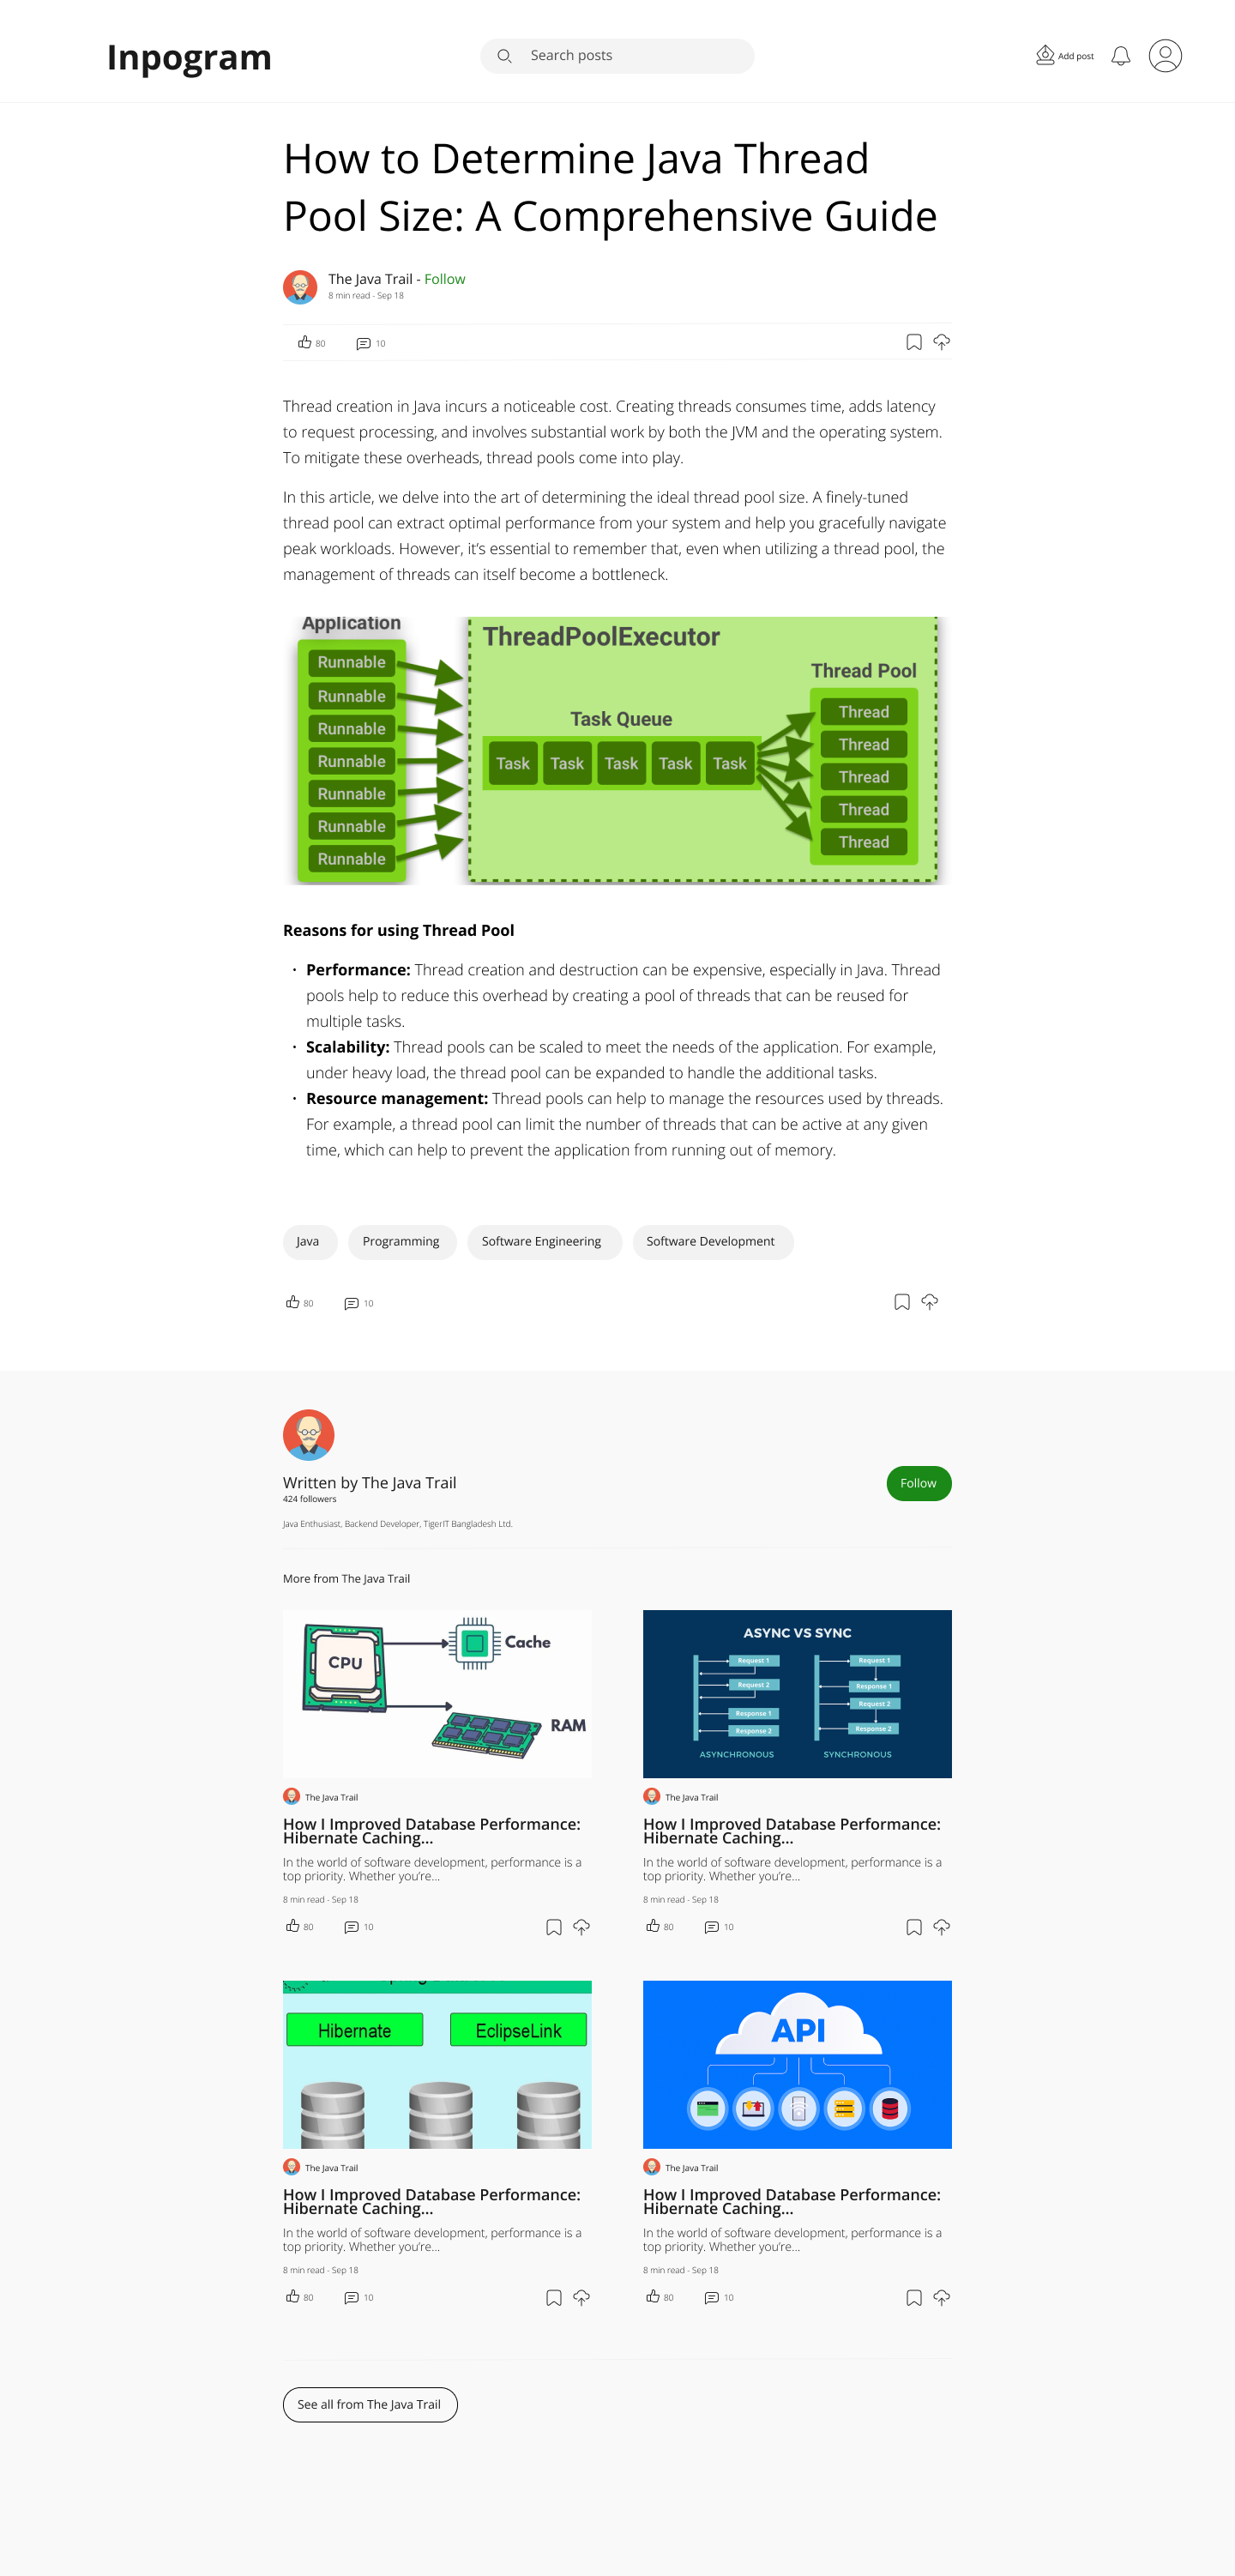 Inpogram
Search posts
Add post
How to Determine Java Thread
Pool Size: A Comprehensive Guide
The Java Trail - Follow
8 min read - Sep 18
80
10
Thread creation in Java incurs a noticeable cost. Creating threads consumes time, adds latency
to request processing, and involves substantial work by both the JVM and the operating system.
To mitigate these overheads, thread pools come into play.
In this article, we delve into the art of determining the ideal thread pool size. A finely-tuned
thread pool can extract optimal performance from your system and help you gracefully navigate
peak workloads. However, it's essential to remember that, even when utilizing a thread pool, the
management of threads can itself become a bottleneck.
Application
Runnable
Runnable
Runnable
Runnable
Runnable
Runnable
Runnable
ThreadPoolExecutor
Task Queue
Task Task Task Task Task
Thread Pool
Thread
Thread
Thread
Thread
Thread
Reasons for using Thread Pool
• Performance: Thread creation and destruction can be expensive, especially in Java. Thread
pools help to reduce this overhead by creating a pool of threads that can be reused for
multiple tasks.
• Scalability: Thread pools can be scaled to meet the needs of the application. For example,
under heavy load, the thread pool can be expanded to handle the additional tasks.
• Resource management: Thread pools can help to manage the resources used by threads.
For example, a thread pool can limit the number of threads that can be active at any given
time, which can help to prevent the application from running out of memory.
Java
Programming
Software Engineering
Software Development
80
10
Written by The Java Trail
424 followers
Java Enthusiast, Backend Developer, TigerIT Bangladesh Ltd.
Follow
More from The Java Trail
CPU
Cache
RAM
The Java Trail
How I Improved Database Performance:
Hibernate Caching...
In the world of software development, performance is a
top priority. Whether you're...
8 min read - Sep 18
80
10
ASYNC VS SYNC
Request 1
Request 2
Response 1
Response 2
ASYNCHRONOUS
Request 1
Response 1
Request 2
Response 2
SYNCHRONOUS
The Java Trail
How I Improved Database Performance:
Hibernate Caching...
In the world of software development, performance is a
top priority. Whether you're...
8 min read - Sep 18
80
10
Hibernate
EclipseLink
The Java Trail
How I Improved Database Performance:
Hibernate Caching...
In the world of software development, performance is a
top priority. Whether you're...
8 min read - Sep 18
80
10
API
The Java Trail
How I Improved Database Performance:
Hibernate Caching...
In the world of software development, performance is a
top priority. Whether you're...
8 min read - Sep 18
80
10
See all from The Java Trail